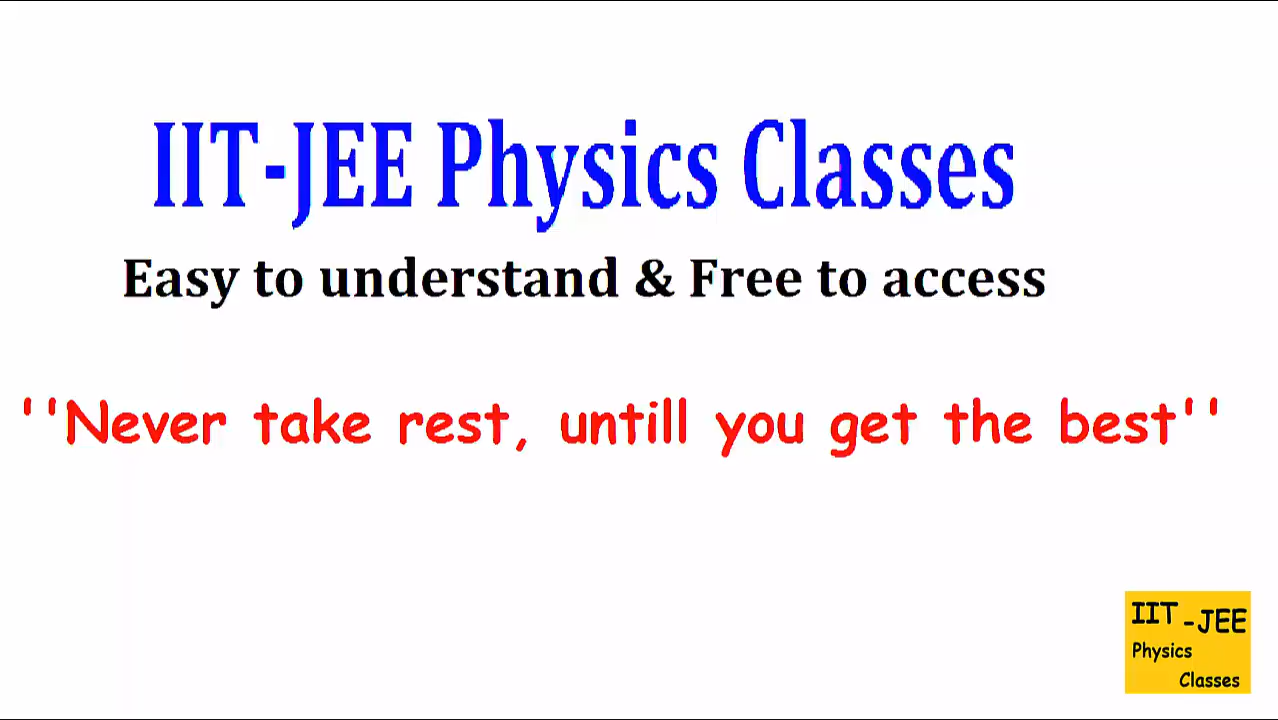 IIT-JEE Physics Classes
Easy to understand & Free to access
''Never take rest, untill you get the best''
IIT -JEE
Physics
Classes